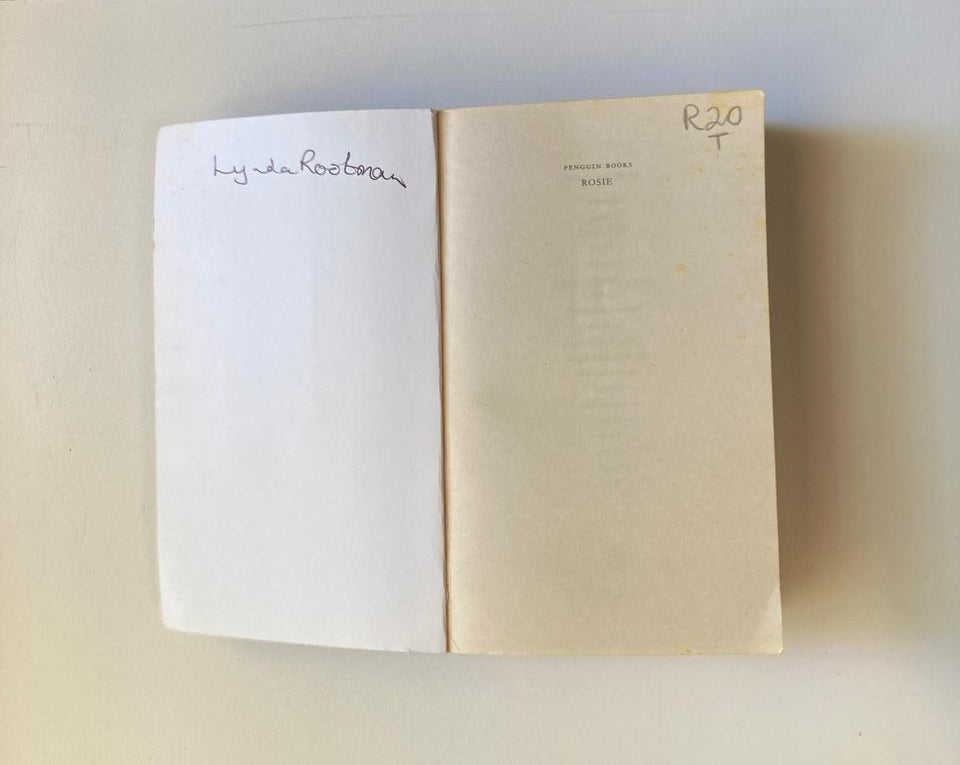 Lynda Rootman
R20
T
PENGUIN BOOKS
ROSIE